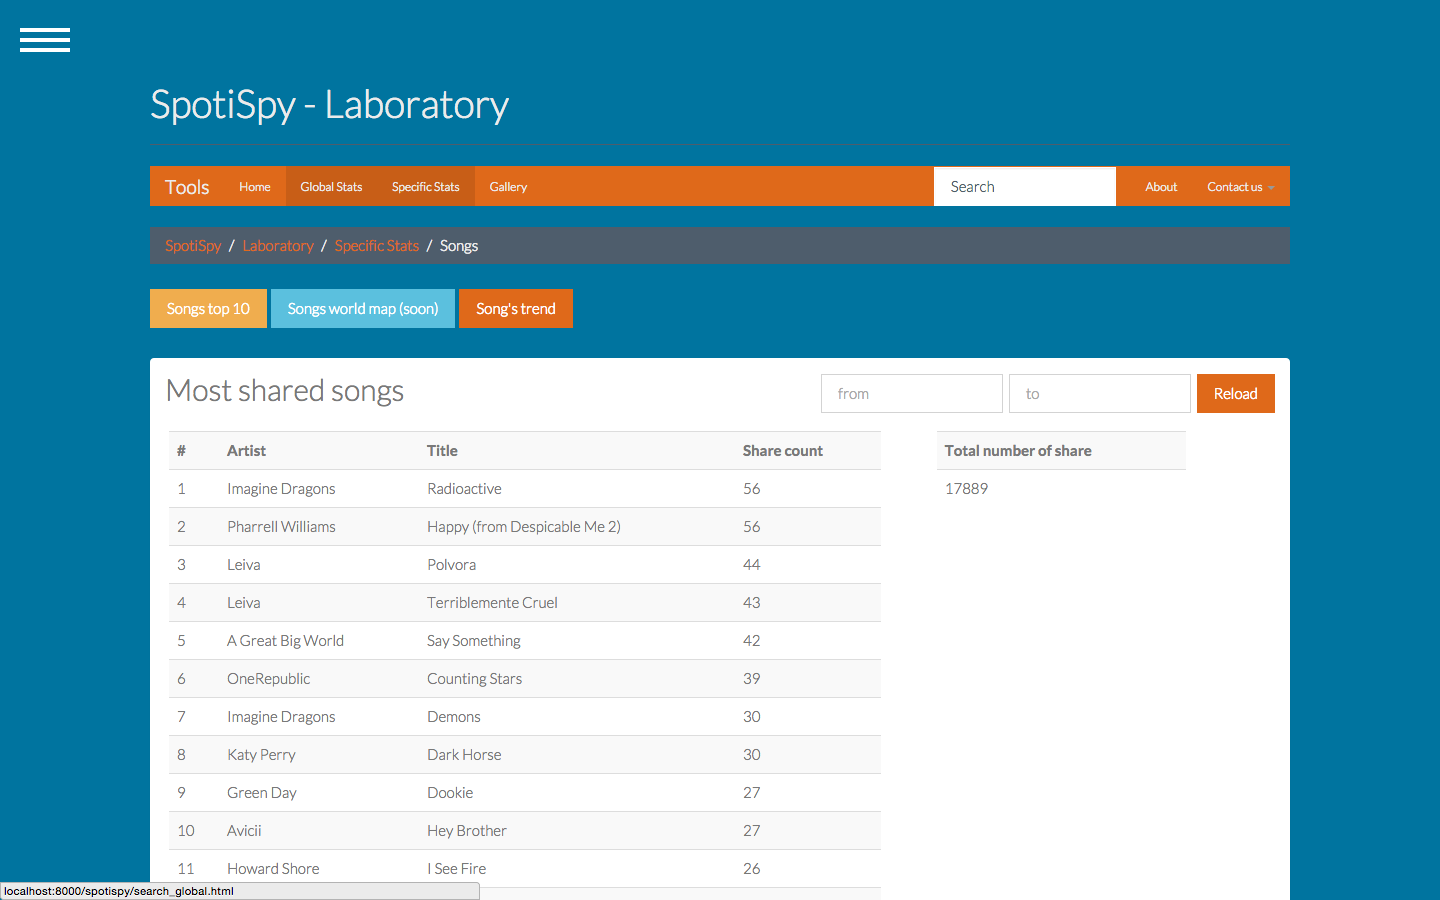 SpotiSpy - Laboratory
Tools Home Global Stats Specific Stats Gallery Search About Contact us
SpotiSpy / Laboratory / Specific Stats / Songs
Songs top 10 Songs world map (soon) Song's trend
Most shared songs from to Reload
# Artist Title Share count Total number of share
1 Imagine Dragons Radioactive 56 17889
2 Pharrell Williams Happy (from Despicable Me 2) 56
3 Leiva Polvora 44
4 Leiva Terriblemente Cruel 43
5 A Great Big World Say Something 42
6 OneRepublic Counting Stars 39
7 Imagine Dragons Demons 30
8 Katy Perry Dark Horse 30
9 Green Day Dookie 27
10 Avicii Hey Brother 27
11 Howard Shore I See Fire 26
localhost:8000/spotispy/search_global.html